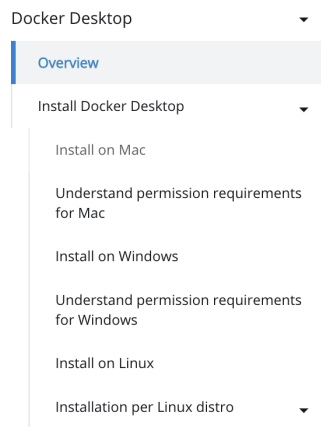 Docker Desktop
Overview
Install Docker Desktop
Install on Mac
Understand permission requirements
for Mac
Install on Windows
Understand permission requirements
for Windows
Install on Linux
Installation per Linux distro